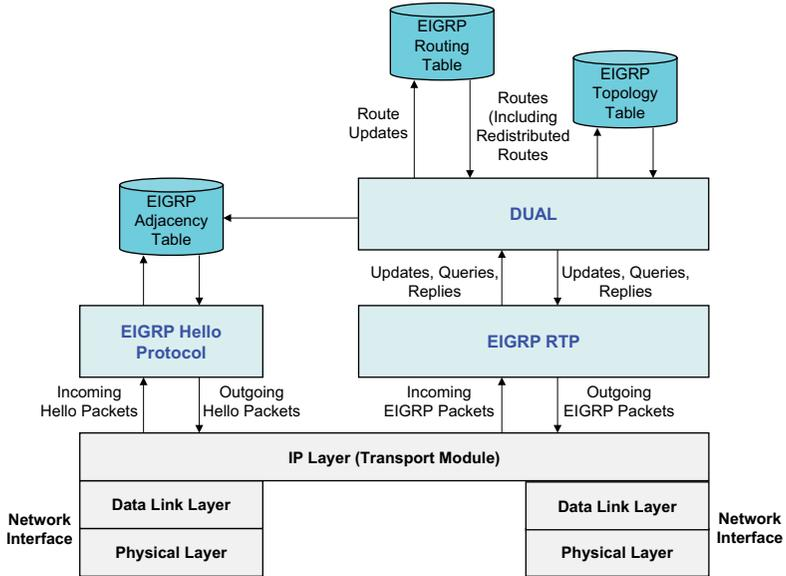 EIGRP
Routing
Table
EIGRP
Topology
Table
Route
Updates
Routes
(Including
Redistributed
Routes
EIGRP
Adjacency
Table
DUAL
Updates, Queries,
Replies
Updates, Queries,
Replies
EIGRP Hello
Protocol
EIGRP RTP
Incoming
Hello Packets
Outgoing
Hello Packets
Incoming
EIGRP Packets
Outgoing
EIGRP Packets
IP Layer (Transport Module)
Network
Interface
Data Link Layer
Physical Layer
Data Link Layer
Physical Layer
Network
Interface